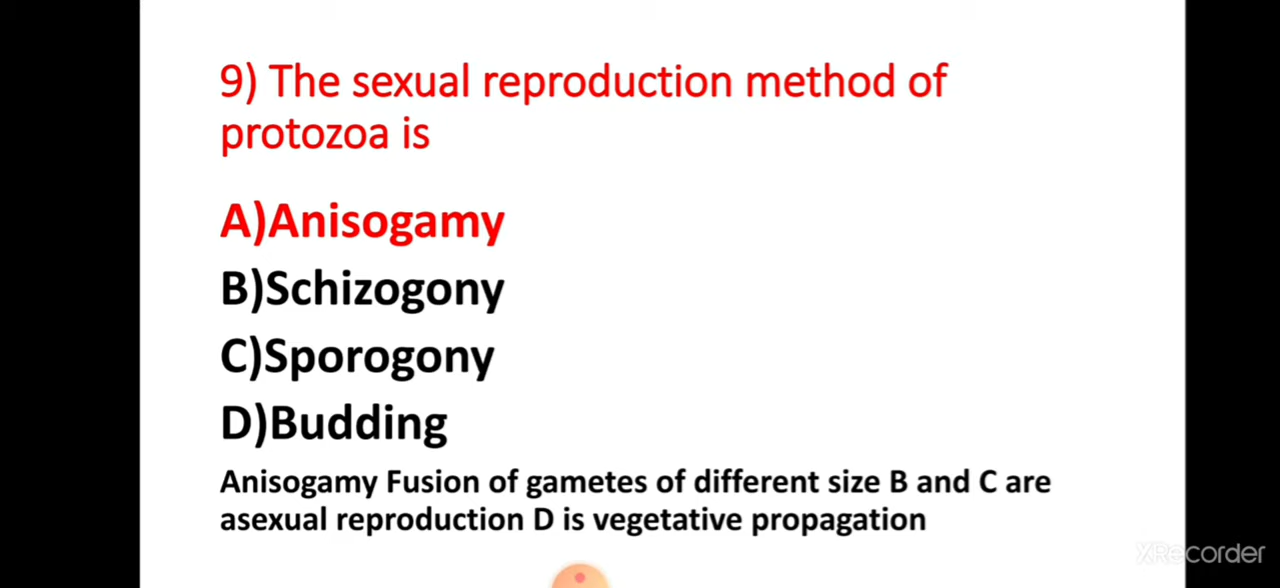 9) The sexual reproduction method of
protozoa is
A)Anisogamy
B)Schizogony
C)Sporogony
D)Budding
Anisogamy Fusion of gametes of different size B and C are
asexual reproduction D is vegetative propagation
XRecorder